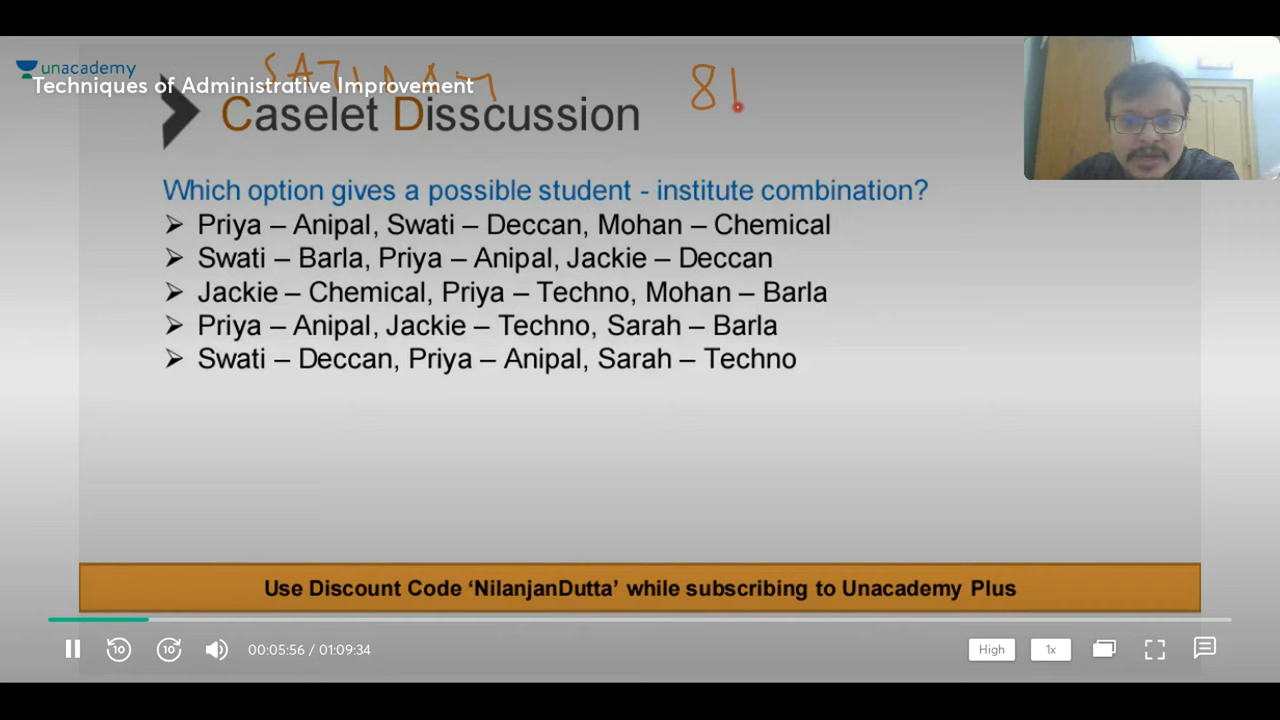 unacademy
Techniques of Administrative Improvement
81
Caselet Disscussion
Which option gives a possible student - institute combination?
➤ Priya – Anipal, Swati – Deccan, Mohan – Chemical
➤ Swati – Barla, Priya – Anipal, Jackie – Deccan
➤ Jackie – Chemical, Priya – Techno, Mohan – Barla
➤ Priya – Anipal, Jackie – Techno, Sarah – Barla
➤ Swati – Deccan, Priya – Anipal, Sarah – Techno
Use Discount Code ‘NilanjanDutta’ while subscribing to Unacademy Plus
10 10 00:05:56 / 01:09:34 High 1x